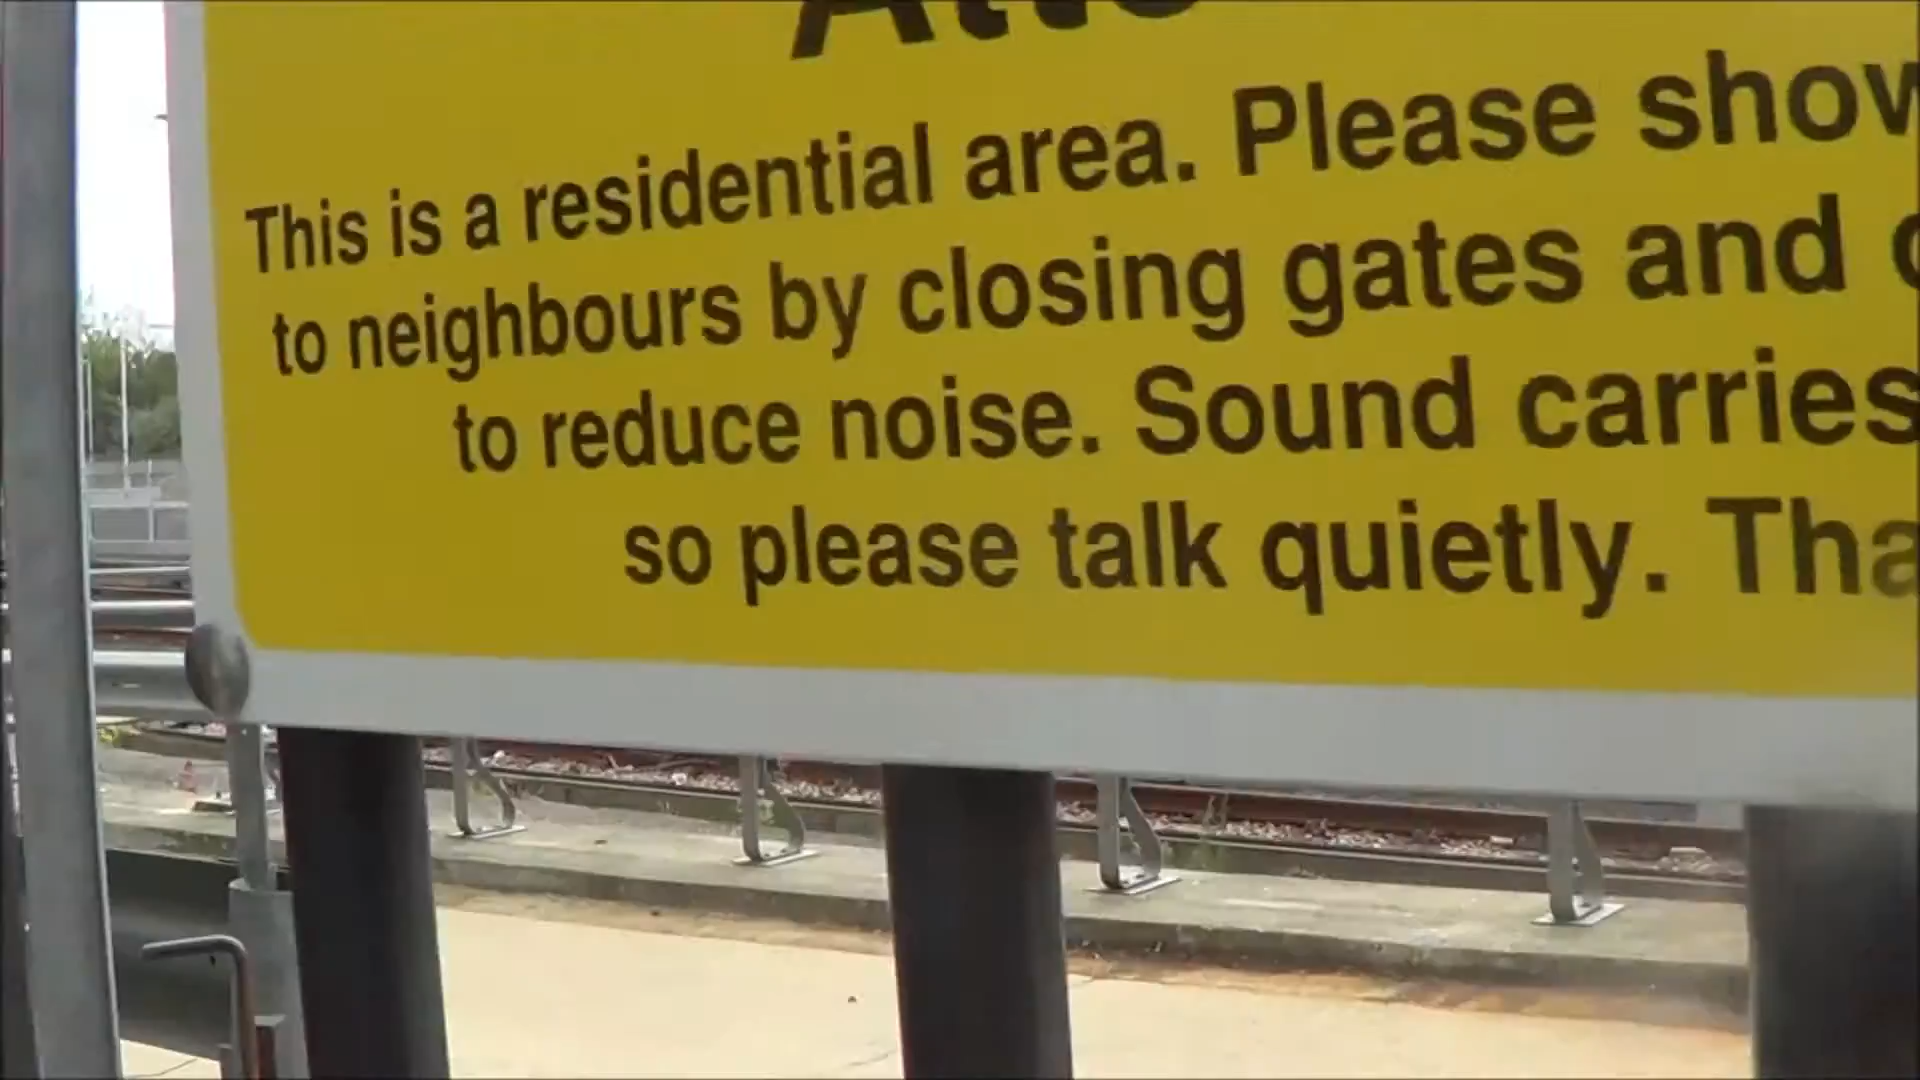 This is a residential area. Please show
to neighbours by closing gates and
to reduce noise. Sound carries
so please talk quietly.